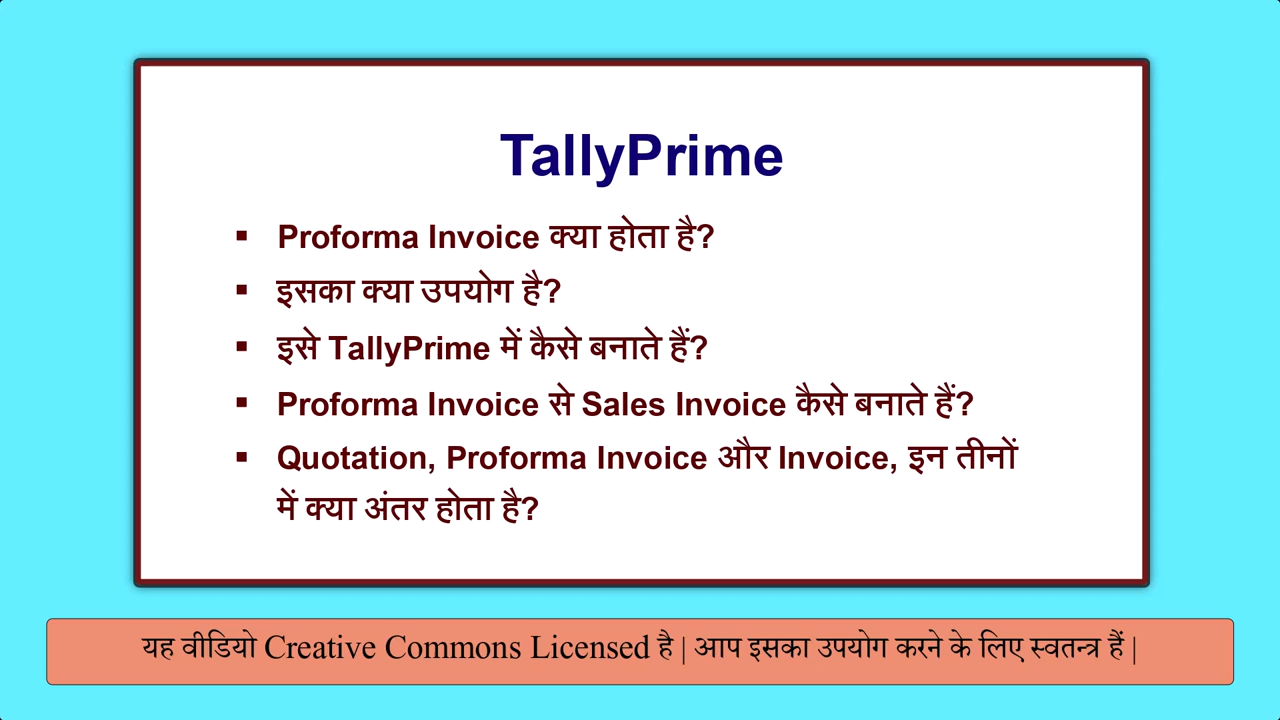 TallyPrime
▪ Proforma Invoice क्या होता है?
▪ इसका क्या उपयोग है?
▪ इसे TallyPrime में कैसे बनाते हैं?
▪ Proforma Invoice से Sales Invoice कैसे बनाते हैं?
▪ Quotation, Proforma Invoice और Invoice, इन तीनों
में क्या अंतर होता है?
यह वीडियो Creative Commons Licensed है | आप इसका उपयोग करने के लिए स्वतन्त्र हैं |